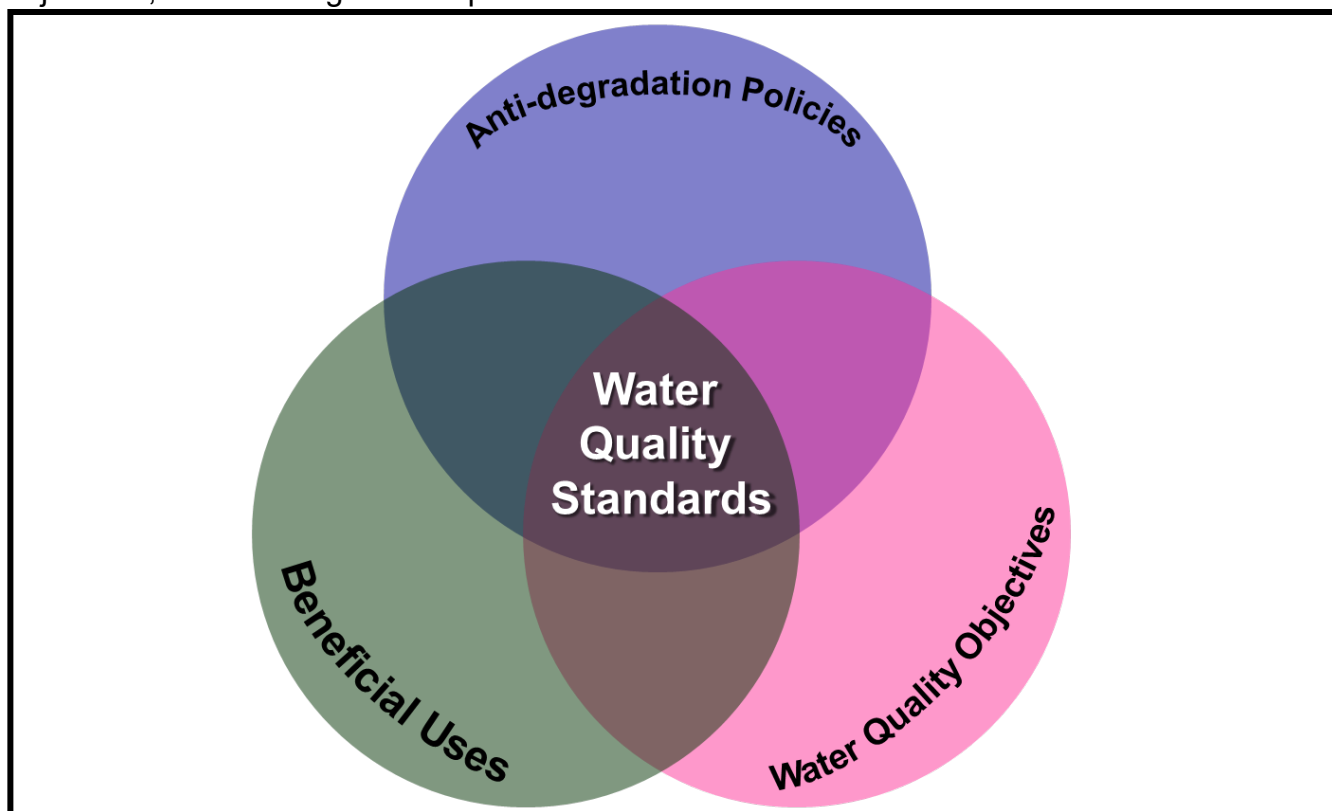 Anti-degradation Policies
Water
Quality
Standards
Beneficial Uses
Water Quality Objectives